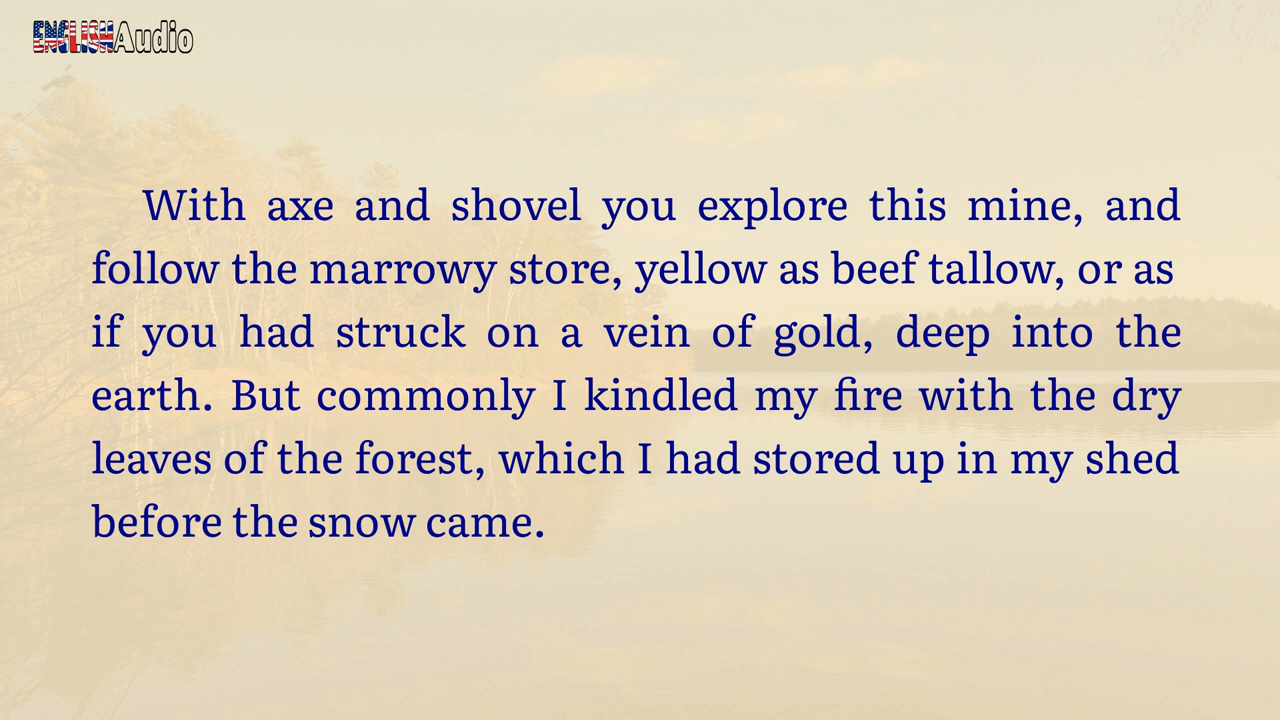 ENGLISHAudio
With axe and shovel you explore this mine, and
follow the marrowy store, yellow as beef tallow, or as
if you had struck on a vein of gold, deep into the
earth. But commonly I kindled my fire with the dry
leaves of the forest, which I had stored up in my shed
before the snow came.